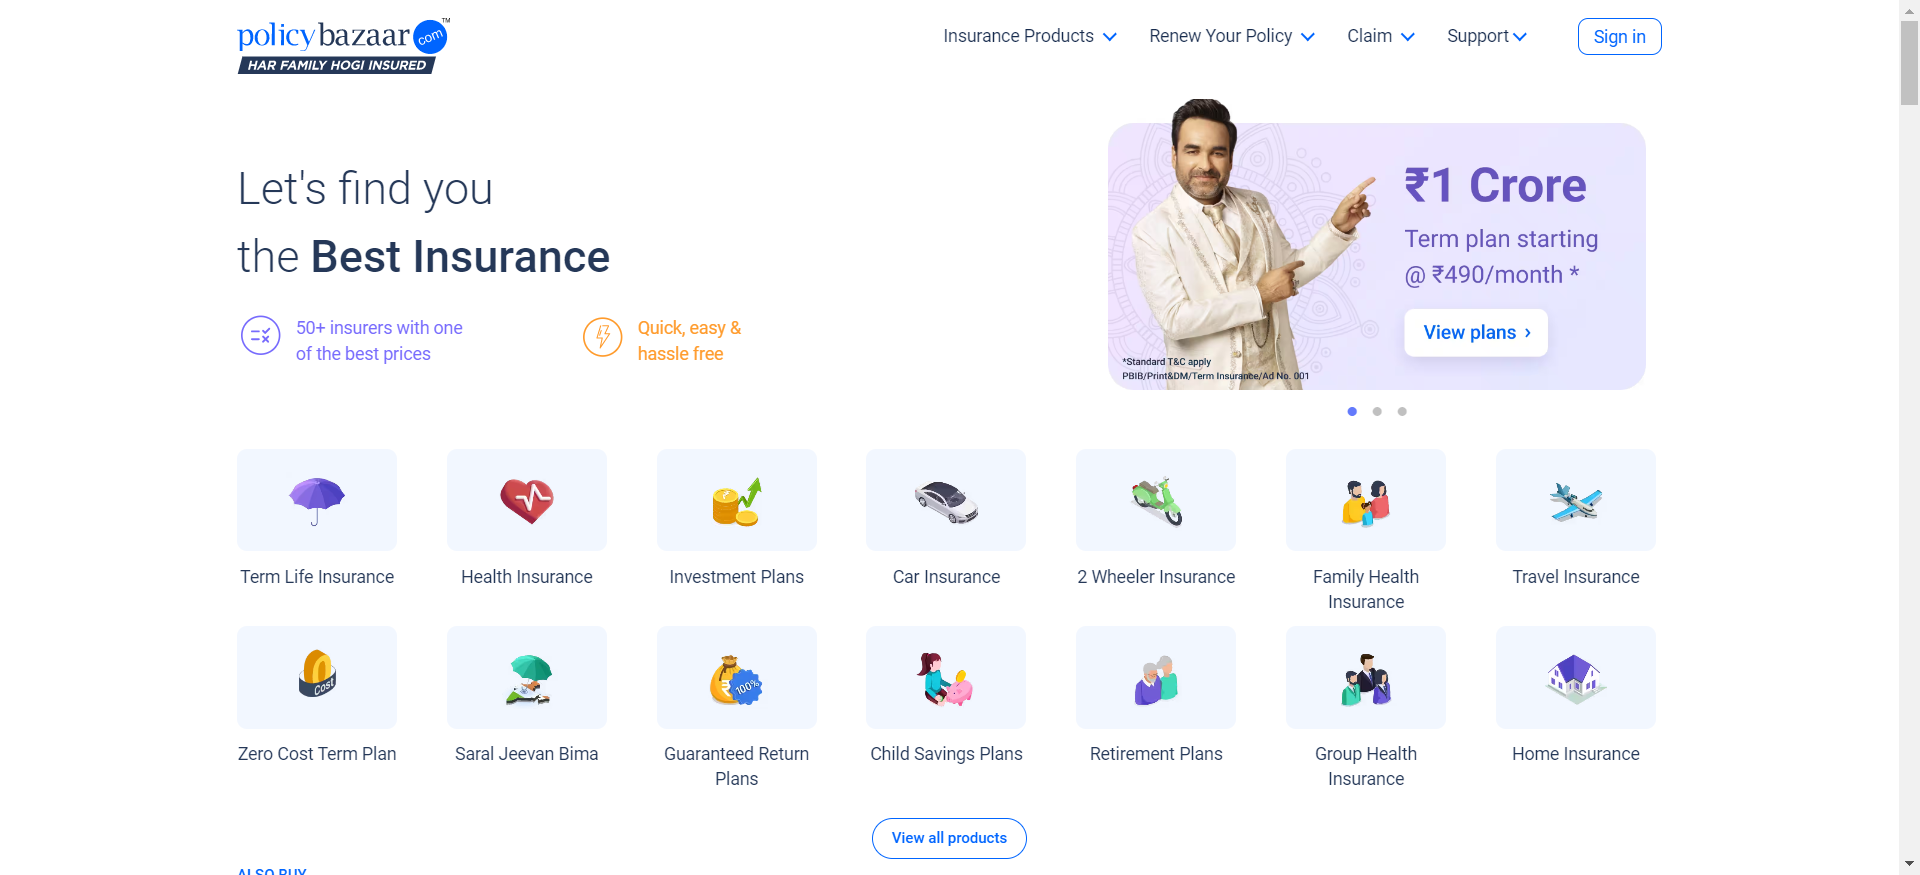 policybazaar com TM
HAR FAMILY HOGI INSURED
Insurance Products
Renew Your Policy
Claim
Support
Sign in
Let's find you
the Best Insurance
50+ insurers with one
of the best prices
Quick, easy &
hassle free
₹1 Crore
Term plan starting
@ ₹490/month *
View plans ›
*Standard T&C apply
PBIB/Print&DM/Term Insurance/Ad No. 001
Term Life Insurance
Health Insurance
Investment Plans
Car Insurance
2 Wheeler Insurance
Family Health
Insurance
Travel Insurance
Cost
₹
100%
Zero Cost Term Plan
Saral Jeevan Bima
Guaranteed Return
Plans
Child Savings Plans
Retirement Plans
Group Health
Insurance
Home Insurance
View all products
ALSO BUY